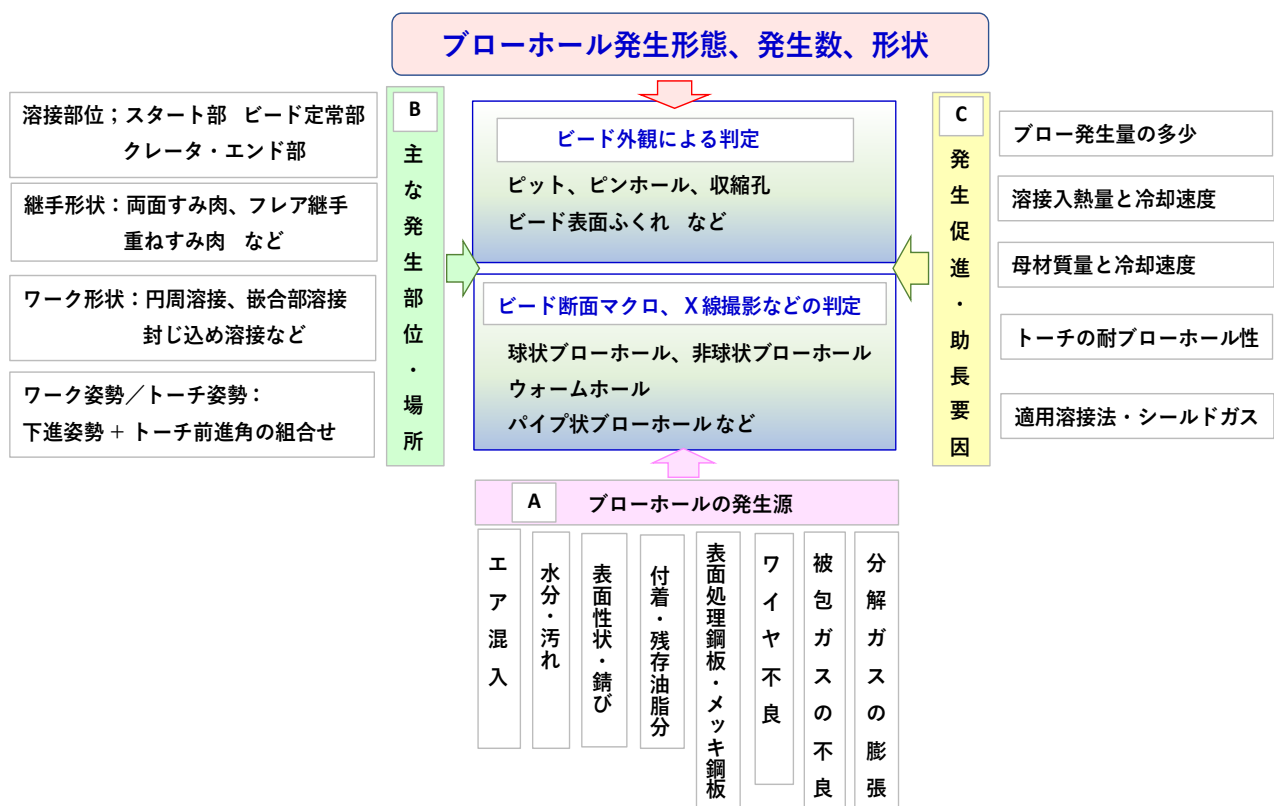 ブローホール発生形態、発生数、形状
B
主な発生部位・場所
溶接部位；スタート部 ビード定常部
クレータ・エンド部
継手形状：両面すみ肉、フレア継手
重ねすみ肉 など
ワーク形状：円周溶接、嵌合部溶接
封じ込め溶接など
ワーク姿勢／トーチ姿勢：
下進姿勢 + トーチ前進角の組合せ
ビード外観による判定
ピット、ピンホール、収縮孔
ビード表面ふくれ など
ビード断面マクロ、X線撮影などの判定
球状ブローホール、非球状ブローホール
ウォームホール
パイプ状ブローホールなど
C
発生促進・助長要因
ブロー発生量の多少
溶接入熱量と冷却速度
母材質量と冷却速度
トーチの耐ブローホール性
適用溶接法・シールドガス
A
ブローホールの発生源
エア混入
水分・汚れ
表面性状・錆び
付着・残存油脂分
表面処理鋼板・メッキ鋼板
ワイヤ不良
被包ガスの不良
分解ガスの膨張